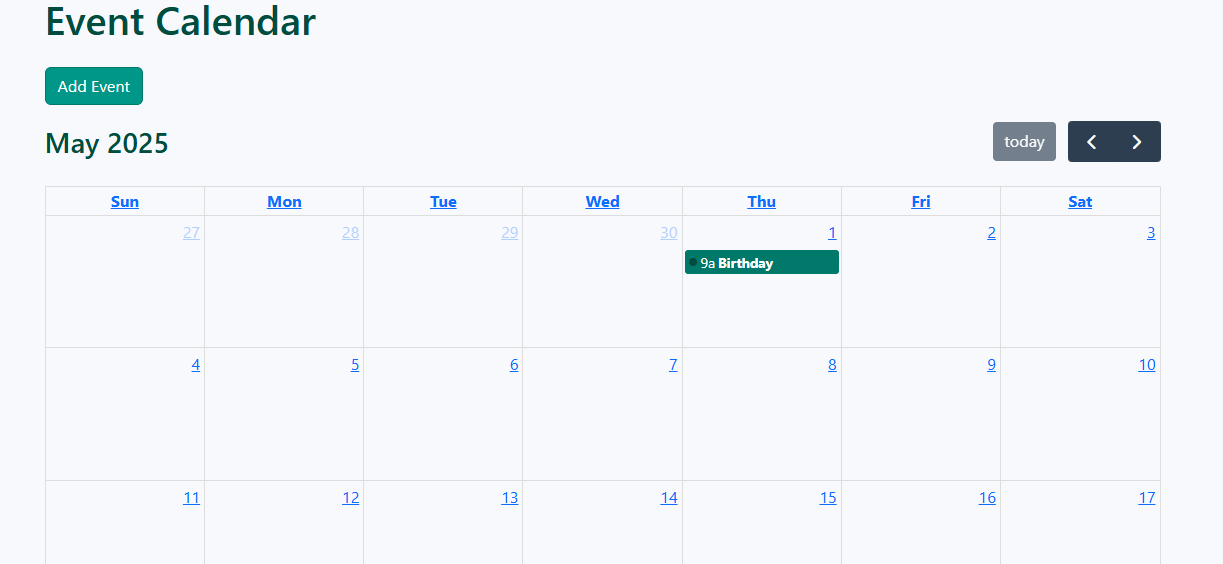 Event Calendar
Add Event
May 2025
today
Sun Mon Tue Wed Thu Fri Sat
27 28 29 30 1 2 3
9a Birthday
4 5 6 7 8 9 10
11 12 13 14 15 16 17